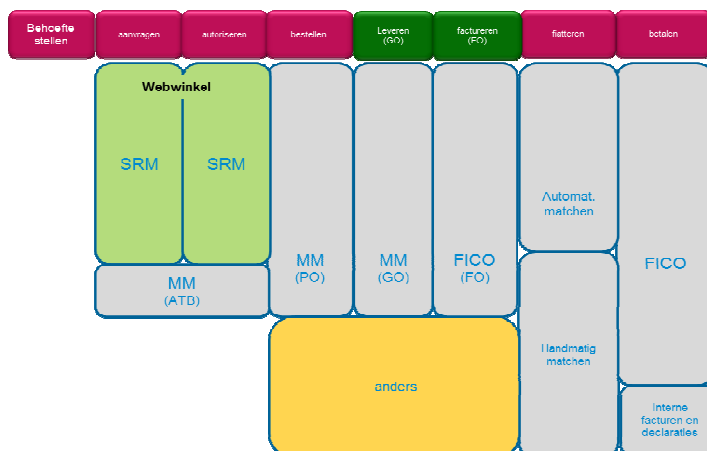 Behoefte
stellen
aanvragen
autoriseren
bestellen
Leveren
(GO)
factureren
(FO)
fiatteren
betalen
Webwinkel
SRM
SRM
MM
(ATB)
MM
(PO)
MM
(GO)
FICO
(FO)
Automat.
matchen
Handmatig
matchen
FICO
anders
Interne
facturen en
declaraties